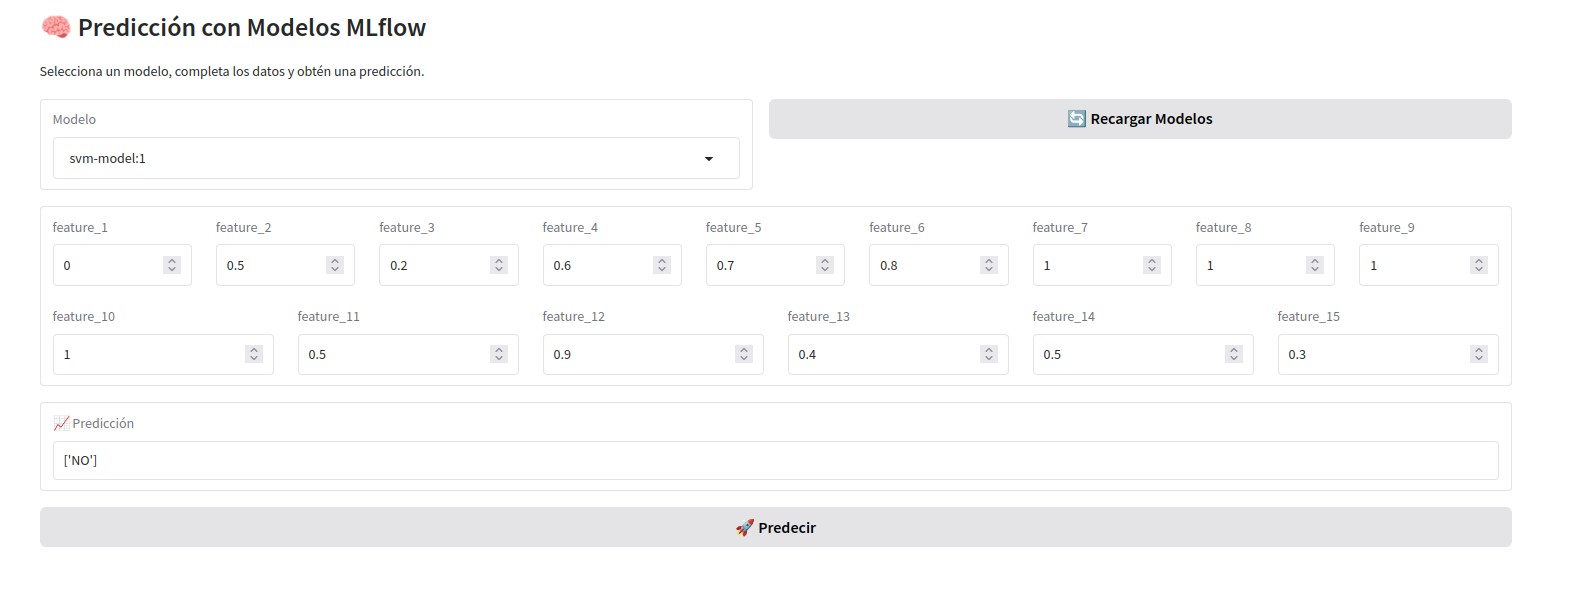 🧠 Predicción con Modelos MLflow
Selecciona un modelo, completa los datos y obtén una predicción.
Modelo
svm-model:1
🔄 Recargar Modelos
feature_1 feature_2 feature_3 feature_4 feature_5 feature_6 feature_7 feature_8 feature_9
0 0.5 0.2 0.6 0.7 0.8 1 1 1
feature_10 feature_11 feature_12 feature_13 feature_14 feature_15
1 0.5 0.9 0.4 0.5 0.3
📈 Predicción
['NO']
🚀 Predecir